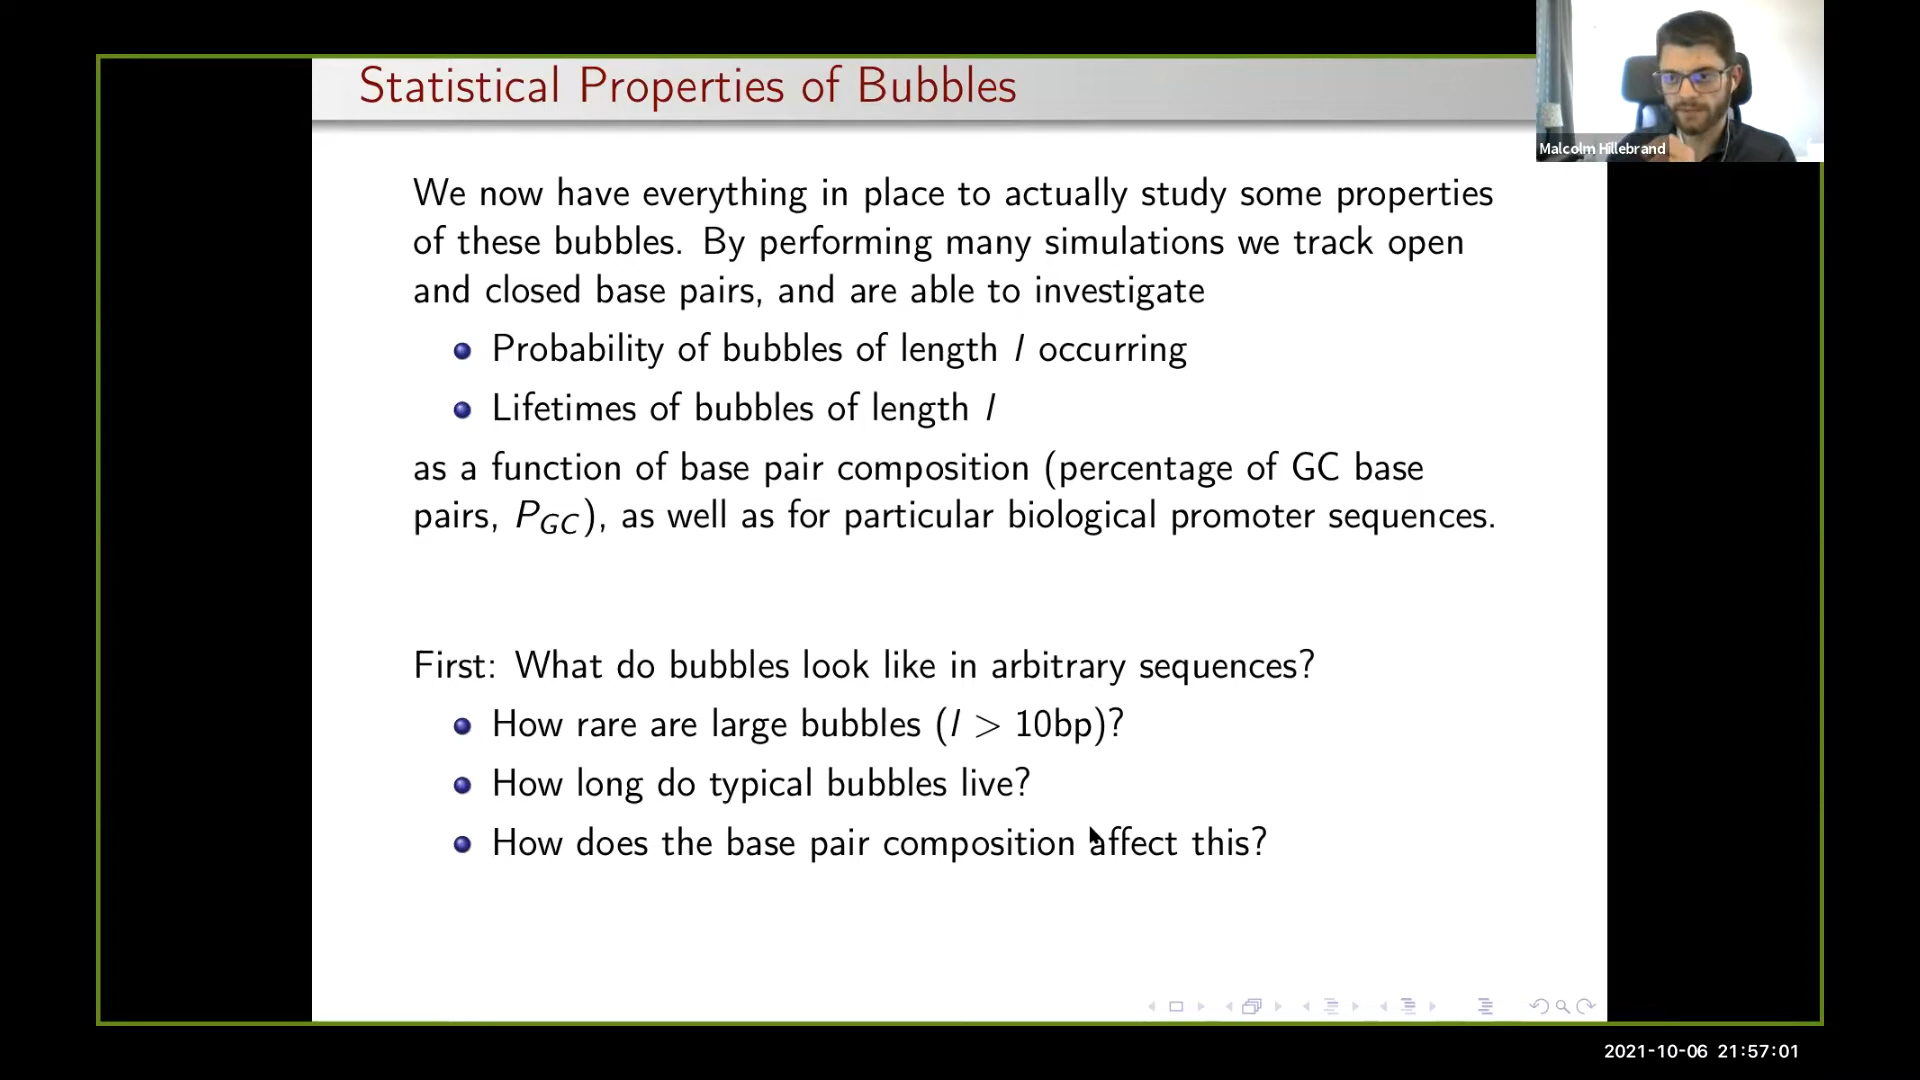 Statistical Properties of Bubbles
Malcolm Hillebrand
We now have everything in place to actually study some properties
of these bubbles. By performing many simulations we track open
and closed base pairs, and are able to investigate
Probability of bubbles of length l occurring
Lifetimes of bubbles of length l
as a function of base pair composition (percentage of GC base
pairs, P_GC), as well as for particular biological promoter sequences.
First: What do bubbles look like in arbitrary sequences?
How rare are large bubbles (l > 10bp)?
How long do typical bubbles live?
How does the base pair composition affect this?
2021-10-06 21:57:01